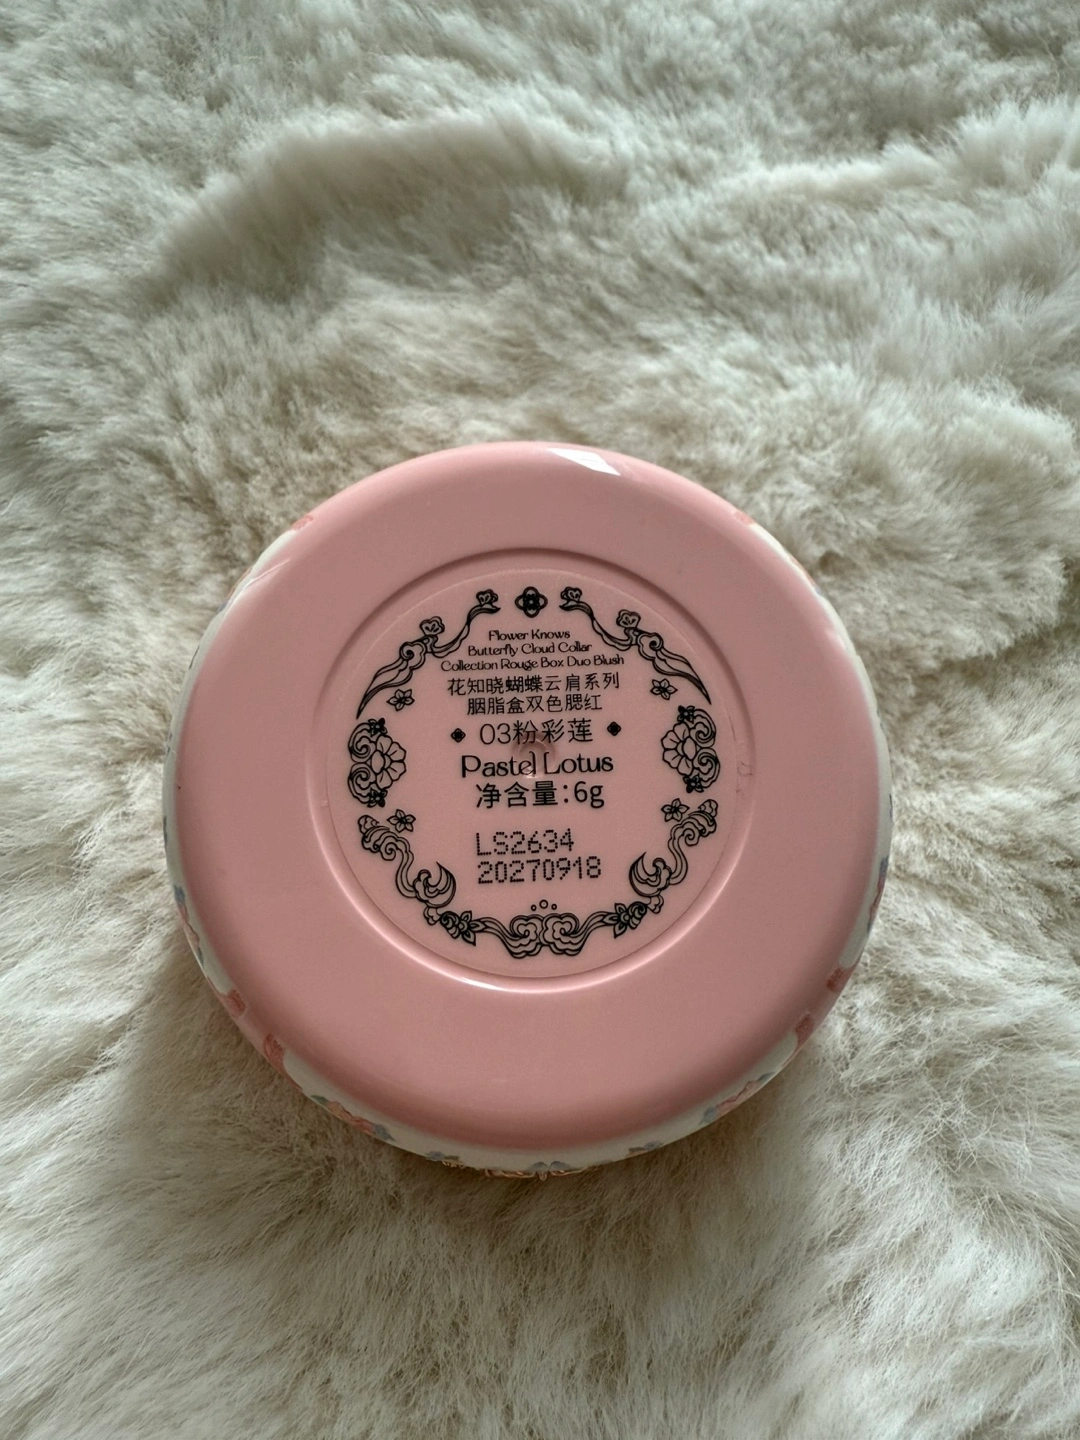 Flower Knows
Butterfly Cloud Collar
Collection Rouge Box Duo Blush
花知晓蝴蝶云肩系列
胭脂盒双色腮红
03粉彩莲
Pastel Lotus
净含量:6g
LS2634
20270918